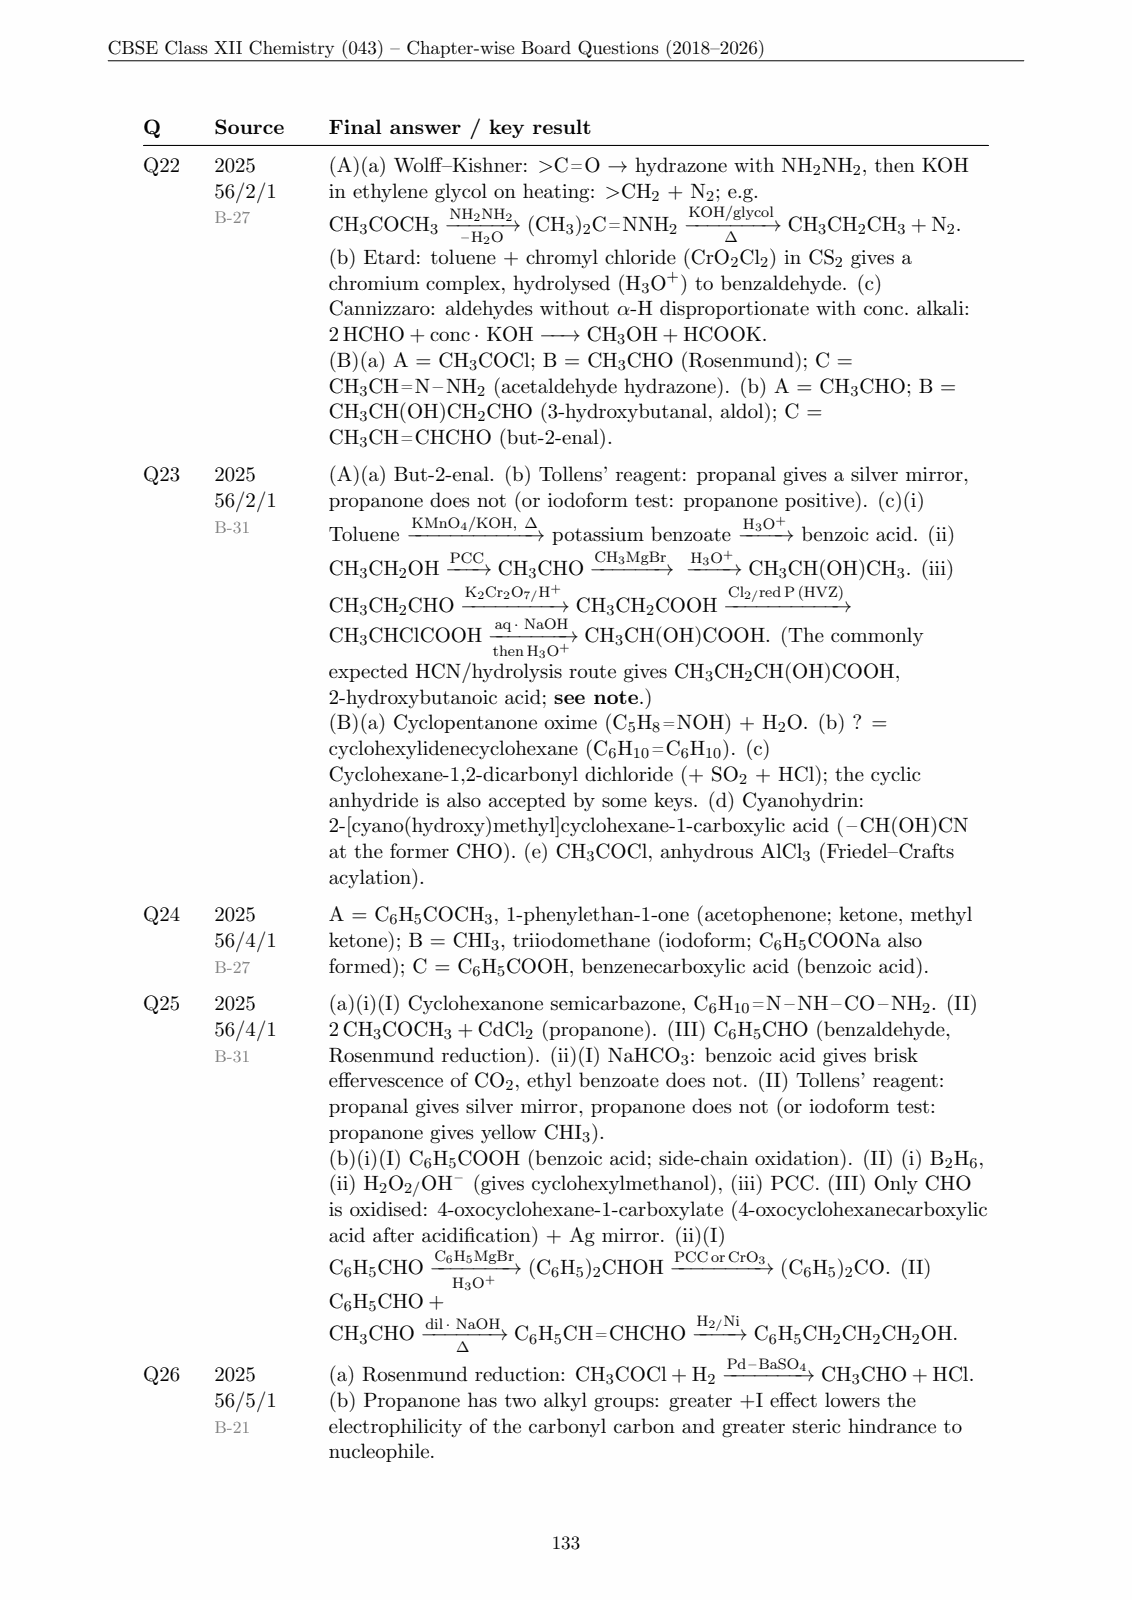 CBSE Class XII Chemistry (043) – Chapter-wise Board Questions (2018–2026)
Q Source Final answer / key result
Q22 2025 (A)(a) Wolff–Kishner: >C=O → hydrazone with NH₂NH₂, then KOH
56/2/1 in ethylene glycol on heating: >CH₂ + N₂; e.g.
B-27 CH₃COCH₃ —NH₂NH₂/−H₂O→ (CH₃)₂C=NNH₂ —KOH/glycol/Δ→ CH₃CH₂CH₃ + N₂.
(b) Etard: toluene + chromyl chloride (CrO₂Cl₂) in CS₂ gives a
chromium complex, hydrolysed (H₃O⁺) to benzaldehyde. (c)
Cannizzaro: aldehydes without α-H disproportionate with conc. alkali:
2 HCHO + conc · KOH ⟶ CH₃OH + HCOOK.
(B)(a) A = CH₃COCl; B = CH₃CHO (Rosenmund); C =
CH₃CH=N−NH₂ (acetaldehyde hydrazone). (b) A = CH₃CHO; B =
CH₃CH(OH)CH₂CHO (3-hydroxybutanal, aldol); C =
CH₃CH=CHCHO (but-2-enal).
Q23 2025 (A)(a) But-2-enal. (b) Tollens' reagent: propanal gives a silver mirror,
56/2/1 propanone does not (or iodoform test: propanone positive). (c)(i)
B-31 Toluene —KMnO₄/KOH, Δ→ potassium benzoate —H₃O⁺→ benzoic acid. (ii)
CH₃CH₂OH —PCC→ CH₃CHO —CH₃MgBr→ —H₃O⁺→ CH₃CH(OH)CH₃. (iii)
CH₃CH₂CHO —K₂Cr₂O₇/H⁺→ CH₃CH₂COOH —Cl₂/red P (HVZ)→
CH₃CHClCOOH —aq · NaOH/then H₃O⁺→ CH₃CH(OH)COOH. (The commonly
expected HCN/hydrolysis route gives CH₃CH₂CH(OH)COOH,
2-hydroxybutanoic acid; see note.)
(B)(a) Cyclopentanone oxime (C₅H₈=NOH) + H₂O. (b) ? =
cyclohexylidenecyclohexane (C₆H₁₀=C₆H₁₀). (c)
Cyclohexane-1,2-dicarbonyl dichloride (+ SO₂ + HCl); the cyclic
anhydride is also accepted by some keys. (d) Cyanohydrin:
2-[cyano(hydroxy)methyl]cyclohexane-1-carboxylic acid (−CH(OH)CN
at the former CHO). (e) CH₃COCl, anhydrous AlCl₃ (Friedel–Crafts
acylation).
Q24 2025 A = C₆H₅COCH₃, 1-phenylethan-1-one (acetophenone; ketone, methyl
56/4/1 ketone); B = CHI₃, triiodomethane (iodoform; C₆H₅COONa also
B-27 formed); C = C₆H₅COOH, benzenecarboxylic acid (benzoic acid).
Q25 2025 (a)(i)(I) Cyclohexanone semicarbazone, C₆H₁₀=N−NH−CO−NH₂. (II)
56/4/1 2 CH₃COCH₃ + CdCl₂ (propanone). (III) C₆H₅CHO (benzaldehyde,
B-31 Rosenmund reduction). (ii)(I) NaHCO₃: benzoic acid gives brisk
effervescence of CO₂, ethyl benzoate does not. (II) Tollens' reagent:
propanal gives silver mirror, propanone does not (or iodoform test:
propanone gives yellow CHI₃).
(b)(i)(I) C₆H₅COOH (benzoic acid; side-chain oxidation). (II) (i) B₂H₆,
(ii) H₂O₂/OH⁻ (gives cyclohexylmethanol), (iii) PCC. (III) Only CHO
is oxidised: 4-oxocyclohexane-1-carboxylate (4-oxocyclohexanecarboxylic
acid after acidification) + Ag mirror. (ii)(I)
C₆H₅CHO —C₆H₅MgBr/H₃O⁺→ (C₆H₅)₂CHOH —PCC or CrO₃→ (C₆H₅)₂CO. (II)
C₆H₅CHO +
CH₃CHO —dil · NaOH/Δ→ C₆H₅CH=CHCHO —H₂/Ni→ C₆H₅CH₂CH₂CH₂OH.
Q26 2025 (a) Rosenmund reduction: CH₃COCl + H₂ —Pd−BaSO₄→ CH₃CHO + HCl.
56/5/1 (b) Propanone has two alkyl groups: greater +I effect lowers the
B-21 electrophilicity of the carbonyl carbon and greater steric hindrance to
nucleophile.
133